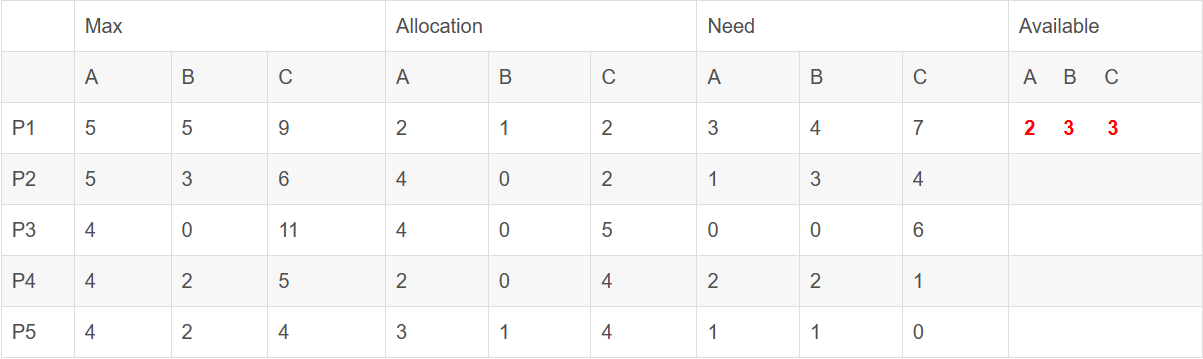 Max Allocation Need Available
A B C A B C A B C A B C
P1 5 5 9 2 1 2 3 4 7 2 3 3
P2 5 3 6 4 0 2 1 3 4
P3 4 0 11 4 0 5 0 0 6
P4 4 2 5 2 0 4 2 2 1
P5 4 2 4 3 1 4 1 1 0